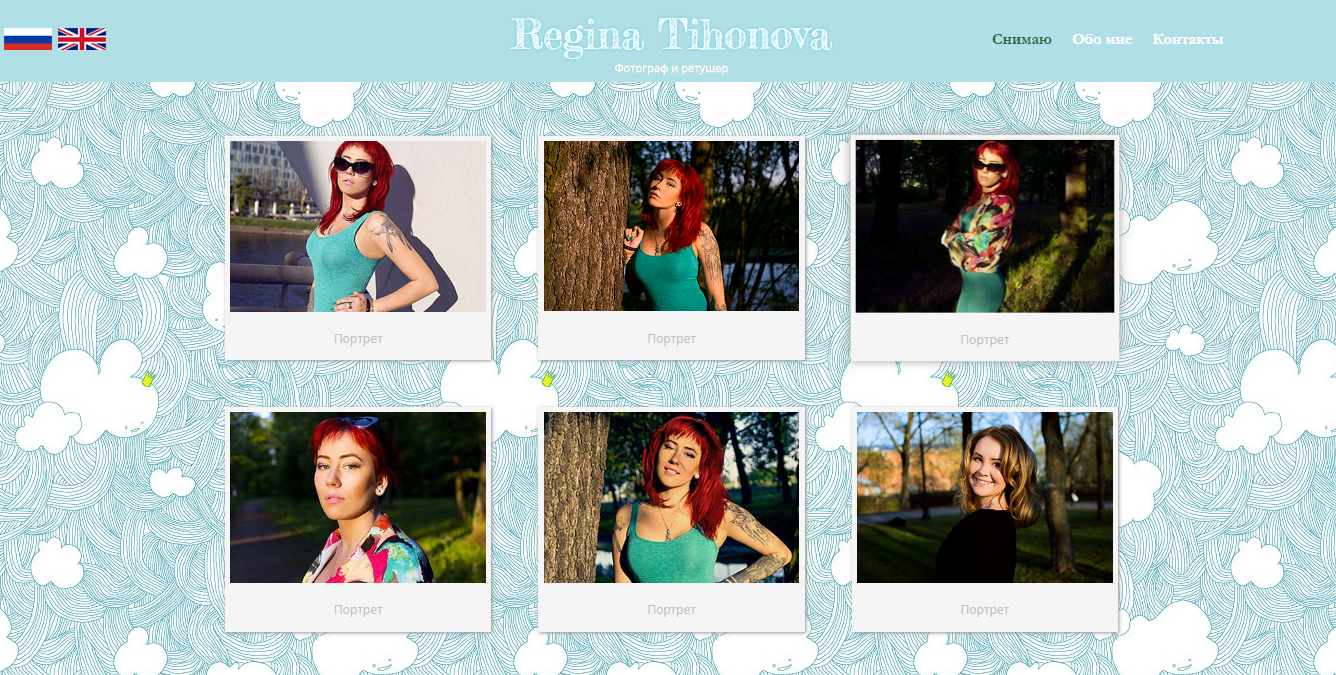 Regina Tihonova
Фотограф и ретушер
Снимаю Обо мне Контакты
Портрет Портрет Портрет
Портрет Портрет Портрет